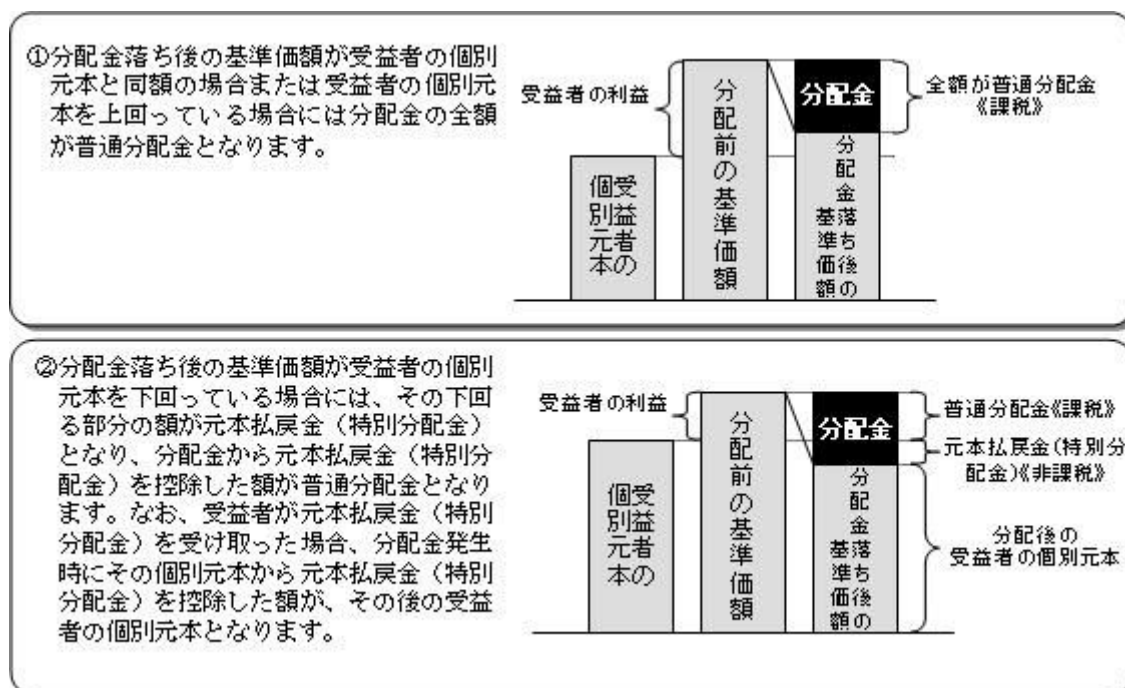 ①分配金落ち後の基準価額が受益者の個別
元本と同額の場合または受益者の個別元
本を上回っている場合には分配金の全額
が普通分配金となります。
受益者の利益
受益者の
個別元本
分配前の基準価額
分配金
分配金落ち後の
基準価額
全額が普通分配金
《課税》
②分配金落ち後の基準価額が受益者の個別
元本を下回っている場合には、その下回
る部分の額が元本払戻金（特別分配金）
となり、分配金から元本払戻金（特別分
配金）を控除した額が普通分配金となり
ます。なお、受益者が元本払戻金（特別
分配金）を受け取った場合、分配金発生
時にその個別元本から元本払戻金（特別
分配金）を控除した額が、その後の受益
者の個別元本となります。
受益者の利益
受益者の
個別元本
分配前の基準価額
分配金
分配金落ち後の
基準価額
普通分配金《課税》
元本払戻金(特別分
配金)《非課税》
分配後の
受益者の個別元本